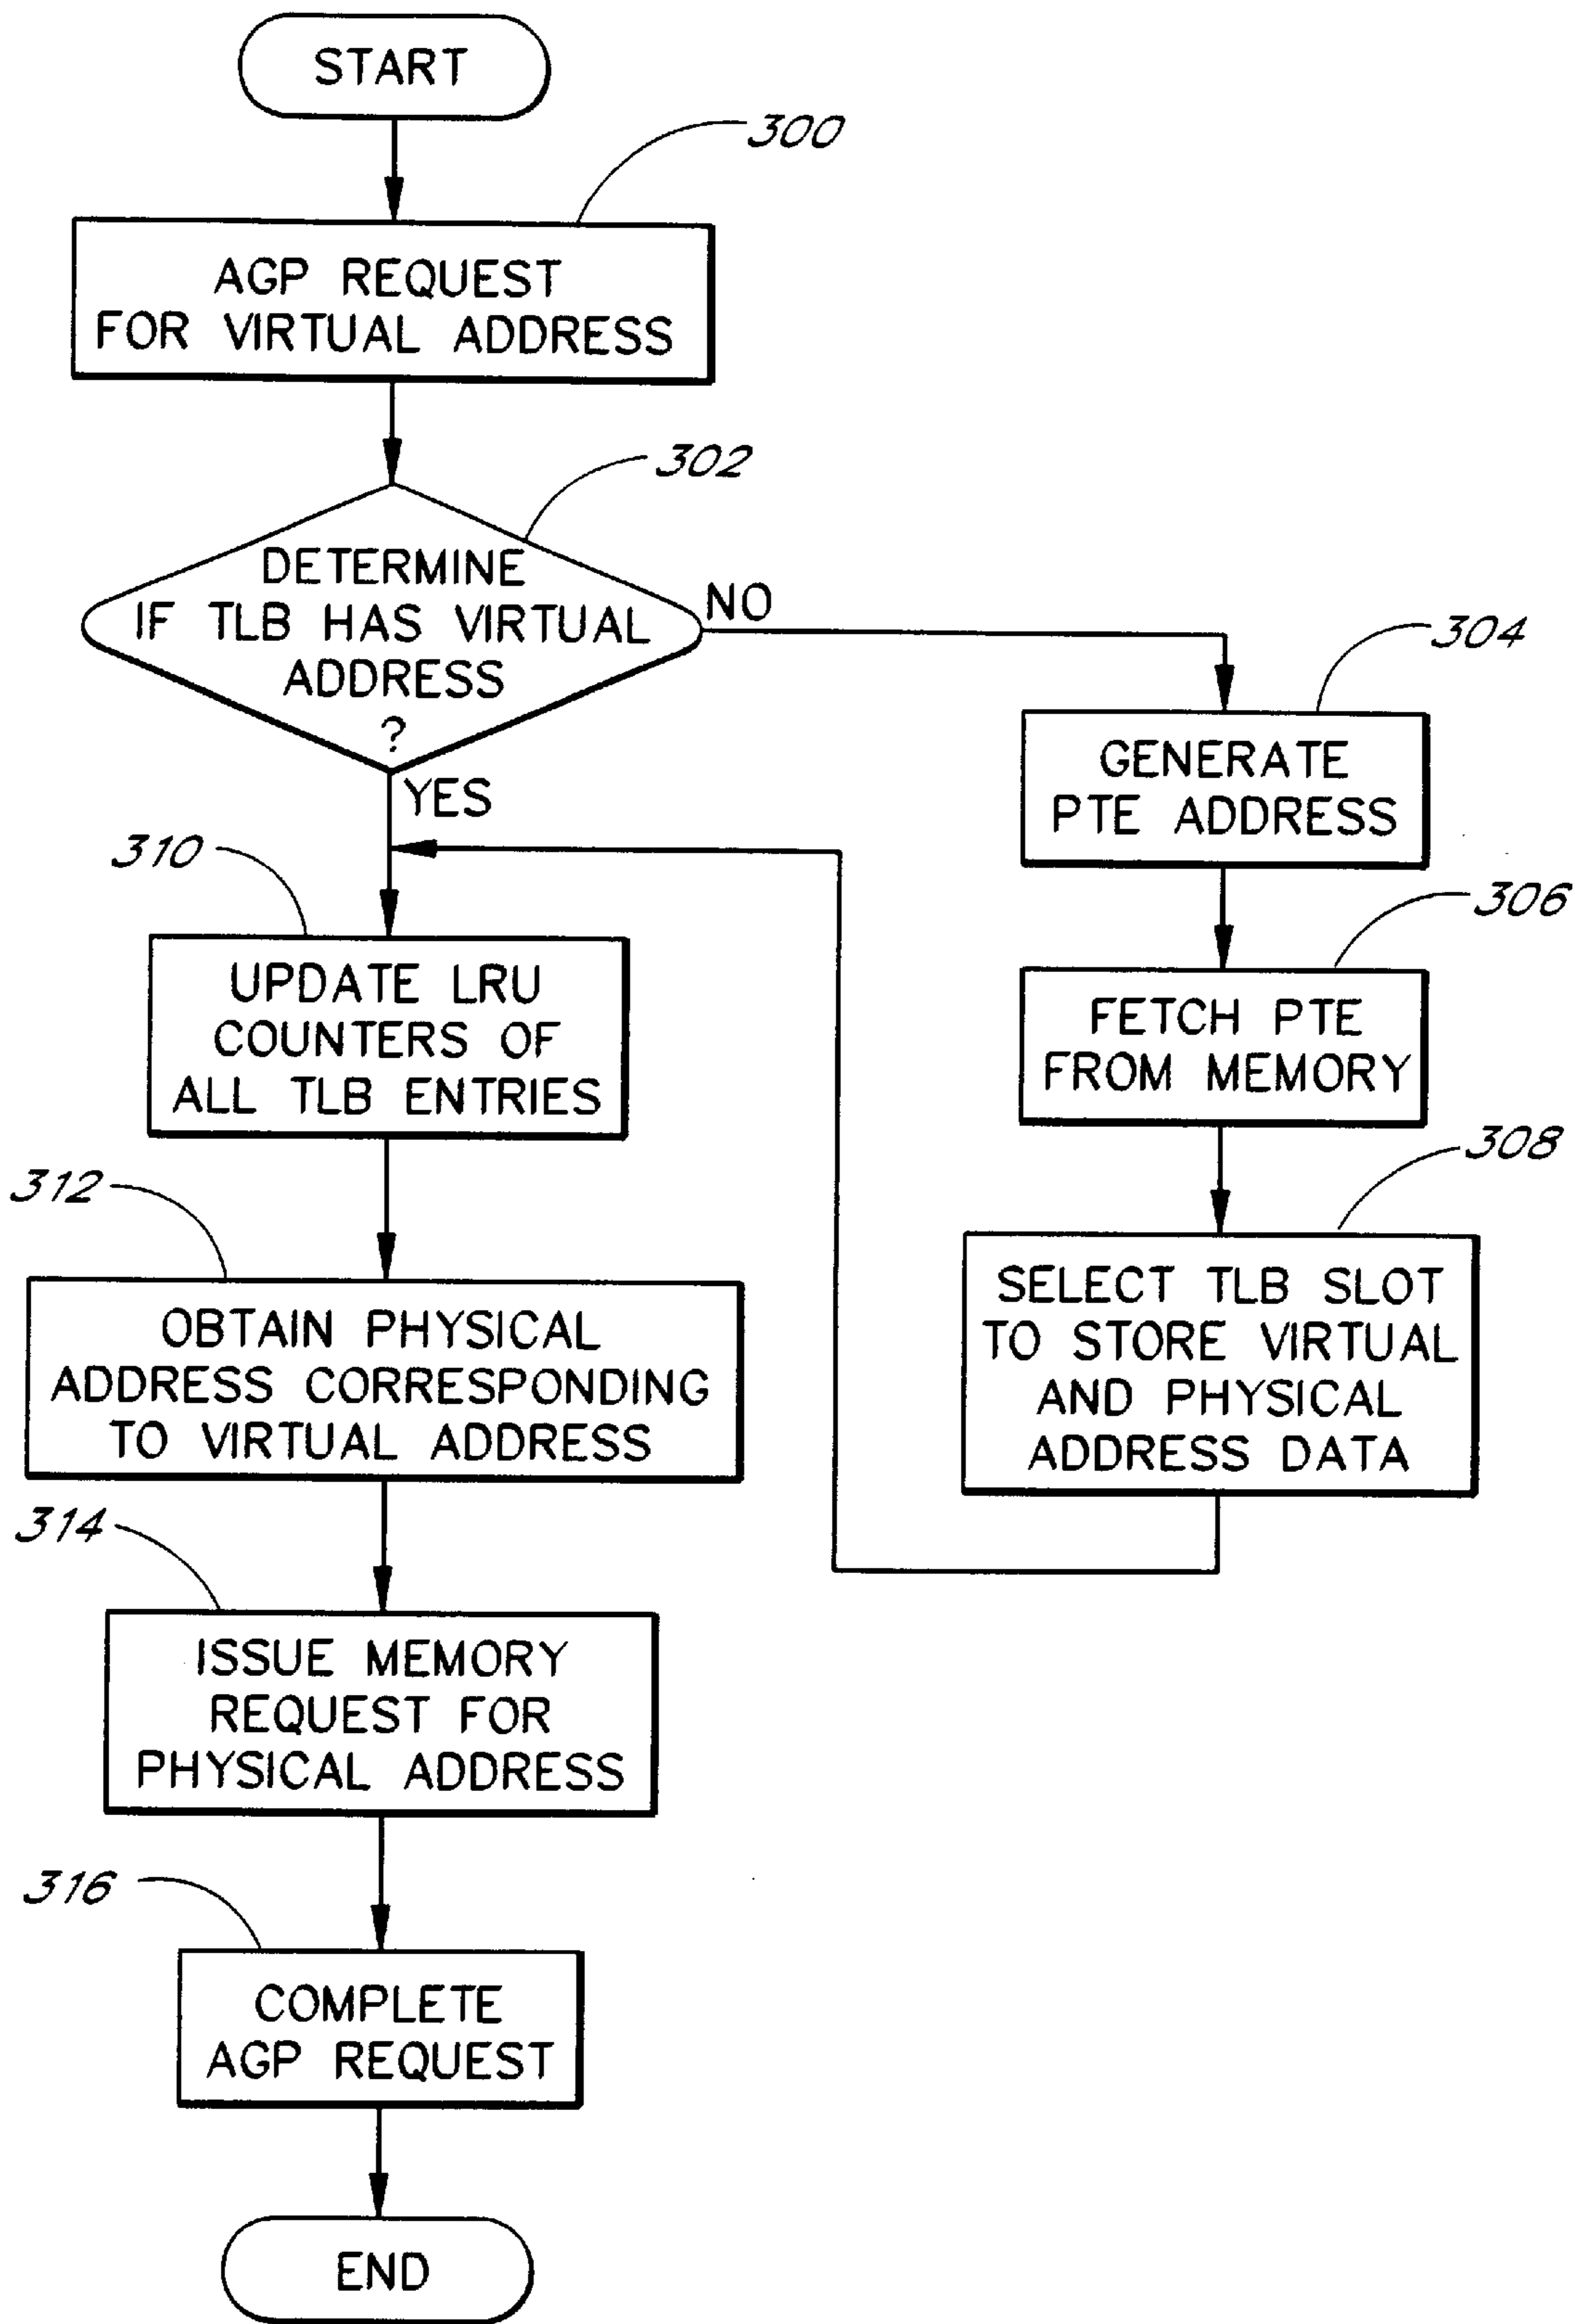 START
300
AGP REQUEST
FOR VIRTUAL ADDRESS
302
DETERMINE
IF TLB HAS VIRTUAL
ADDRESS
?
NO
YES
304
GENERATE
PTE ADDRESS
306
FETCH PTE
FROM MEMORY
308
SELECT TLB SLOT
TO STORE VIRTUAL
AND PHYSICAL
ADDRESS DATA
310
UPDATE LRU
COUNTERS OF
ALL TLB ENTRIES
312
OBTAIN PHYSICAL
ADDRESS CORRESPONDING
TO VIRTUAL ADDRESS
314
ISSUE MEMORY
REQUEST FOR
PHYSICAL ADDRESS
316
COMPLETE
AGP REQUEST
END